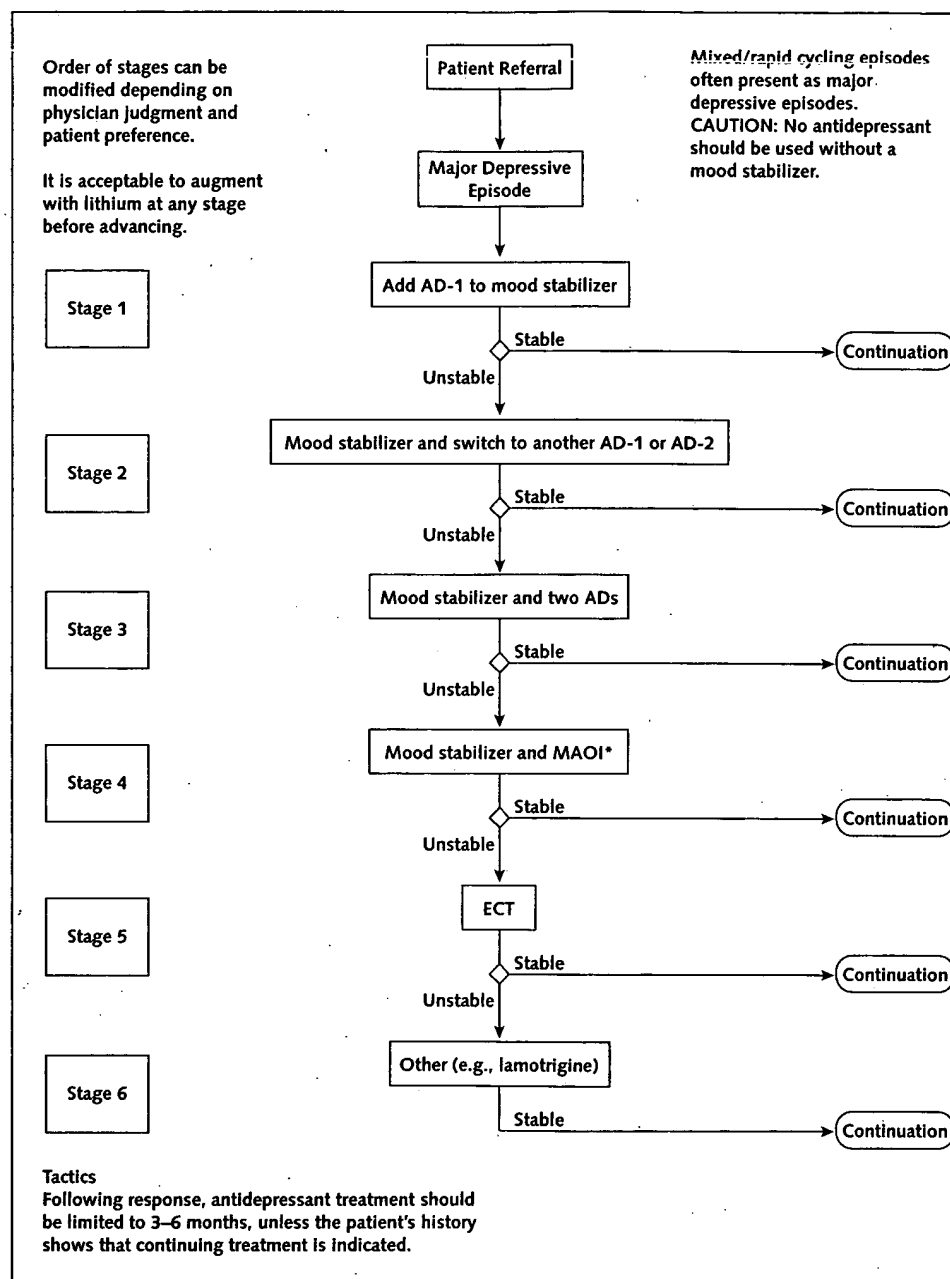 Order of stages can be
modified depending on
physician judgment and
patient preference.
It is acceptable to augment
with lithium at any stage
before advancing.
Patient Referral
Mixed/rapid cycling episodes
often present as major
depressive episodes.
CAUTION: No antidepressant
should be used without a
mood stabilizer.
Major Depressive
Episode
Stage 1
Add AD-1 to mood stabilizer
Stable
Continuation
Unstable
Stage 2
Mood stabilizer and switch to another AD-1 or AD-2
Stable
Continuation
Unstable
Stage 3
Mood stabilizer and two ADs
Stable
Continuation
Unstable
Stage 4
Mood stabilizer and MAOI*
Stable
Continuation
Unstable
Stage 5
ECT
Stable
Continuation
Unstable
Stage 6
Other (e.g., lamotrigine)
Stable
Continuation
Tactics
Following response, antidepressant treatment should
be limited to 3–6 months, unless the patient's history
shows that continuing treatment is indicated.